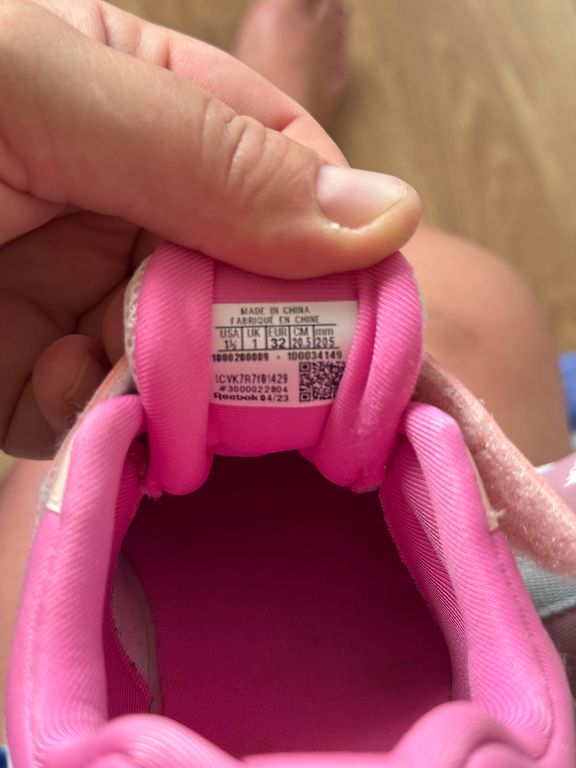 MADE IN CHINA
FABRIQUÉ EN CHINE
USA UK EUR CM mm
1½ 1 32 20.5 205
1000200009 - 100034149
1CVK7R7f01429
#3000022804
Reebok 04/23